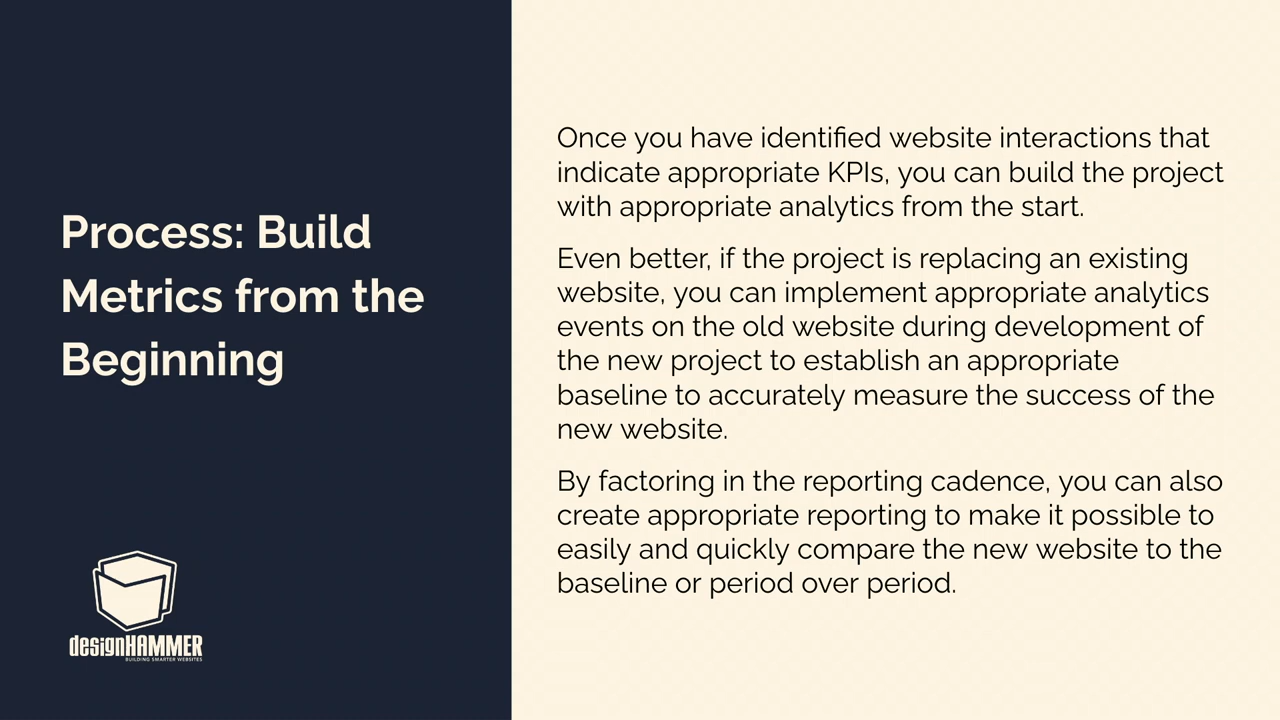 Process: Build
Metrics from the
Beginning
Once you have identified website interactions that
indicate appropriate KPIs, you can build the project
with appropriate analytics from the start.
Even better, if the project is replacing an existing
website, you can implement appropriate analytics
events on the old website during development of
the new project to establish an appropriate
baseline to accurately measure the success of the
new website.
By factoring in the reporting cadence, you can also
create appropriate reporting to make it possible to
easily and quickly compare the new website to the
baseline or period over period.
designHAMMER
BUILDING SMARTER WEBSITES